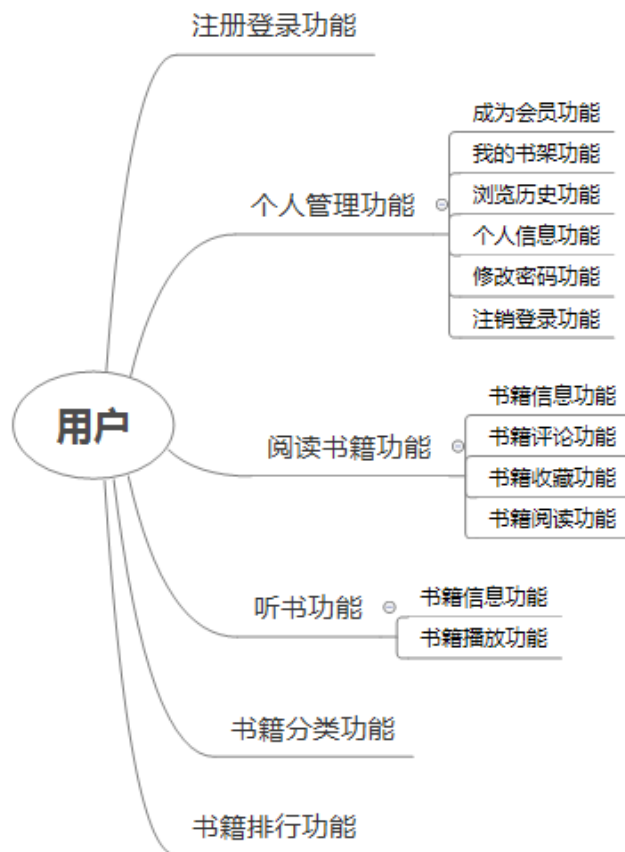 注册登录功能
成为会员功能
我的书架功能
浏览历史功能
个人管理功能
个人信息功能
修改密码功能
注销登录功能
用户
书籍信息功能
书籍评论功能
阅读书籍功能
书籍收藏功能
书籍阅读功能
书籍信息功能
听书功能
书籍播放功能
书籍分类功能
书籍排行功能